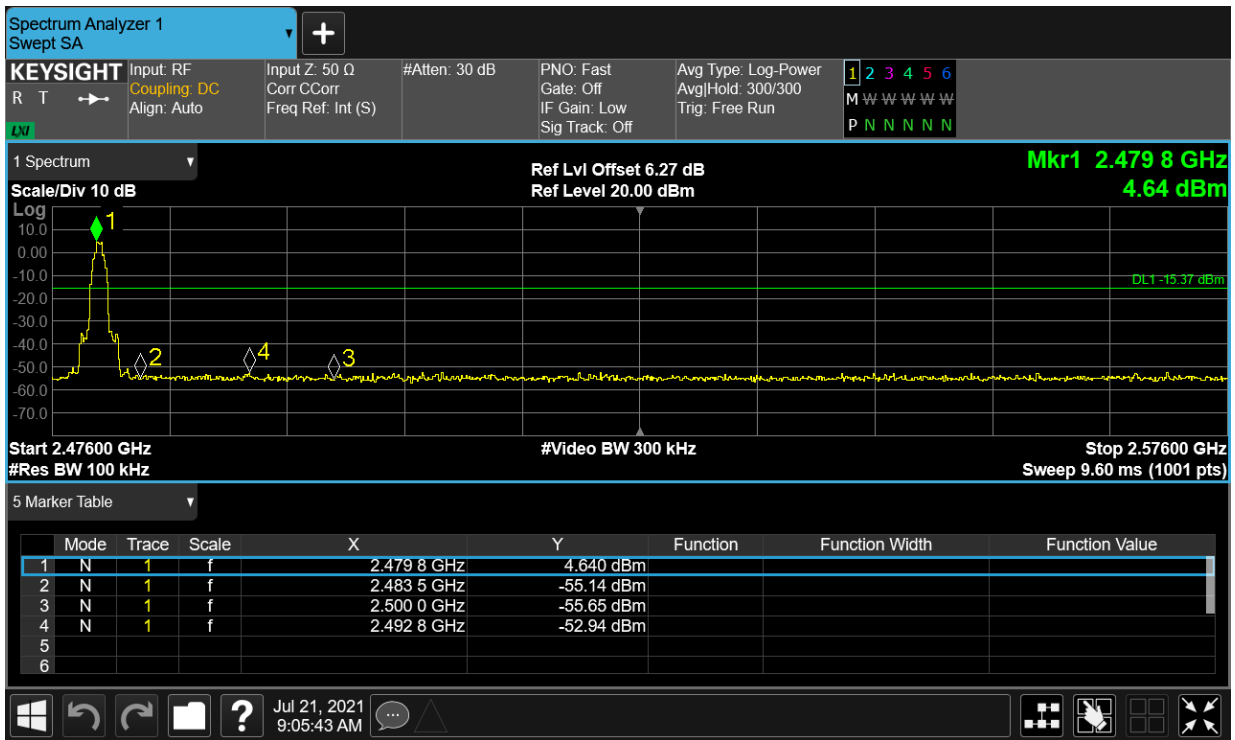 Spectrum Analyzer 1
Swept SA
+
KEYSIGHT
R T
LXI
Input: RF
Coupling: DC
Align: Auto
Input Z: 50 Ω
Corr CCorr
Freq Ref: Int (S)
#Atten: 30 dB
PNO: Fast
Gate: Off
IF Gain: Low
Sig Track: Off
Avg Type: Log-Power
Avg|Hold: 300/300
Trig: Free Run
1 2 3 4 5 6
M W W W W W
P N N N N N
1 Spectrum
Scale/Div 10 dB
Ref Lvl Offset 6.27 dB
Ref Level 20.00 dBm
Mkr1 2.479 8 GHz
4.64 dBm
Log
10.0
0.00
-10.0
-20.0
-30.0
-40.0
-50.0
-60.0
-70.0
1
2
4
3
DL1 -15.37 dBm
Start 2.47600 GHz
#Video BW 300 kHz
Stop 2.57600 GHz
#Res BW 100 kHz
Sweep 9.60 ms (1001 pts)
5 Marker Table
Mode Trace Scale X Y Function Function Width Function Value
1 N 1 f 2.479 8 GHz 4.640 dBm
2 N 1 f 2.483 5 GHz -55.14 dBm
3 N 1 f 2.500 0 GHz -55.65 dBm
4 N 1 f 2.492 8 GHz -52.94 dBm
5
6
?
Jul 21, 2021
9:05:43 AM